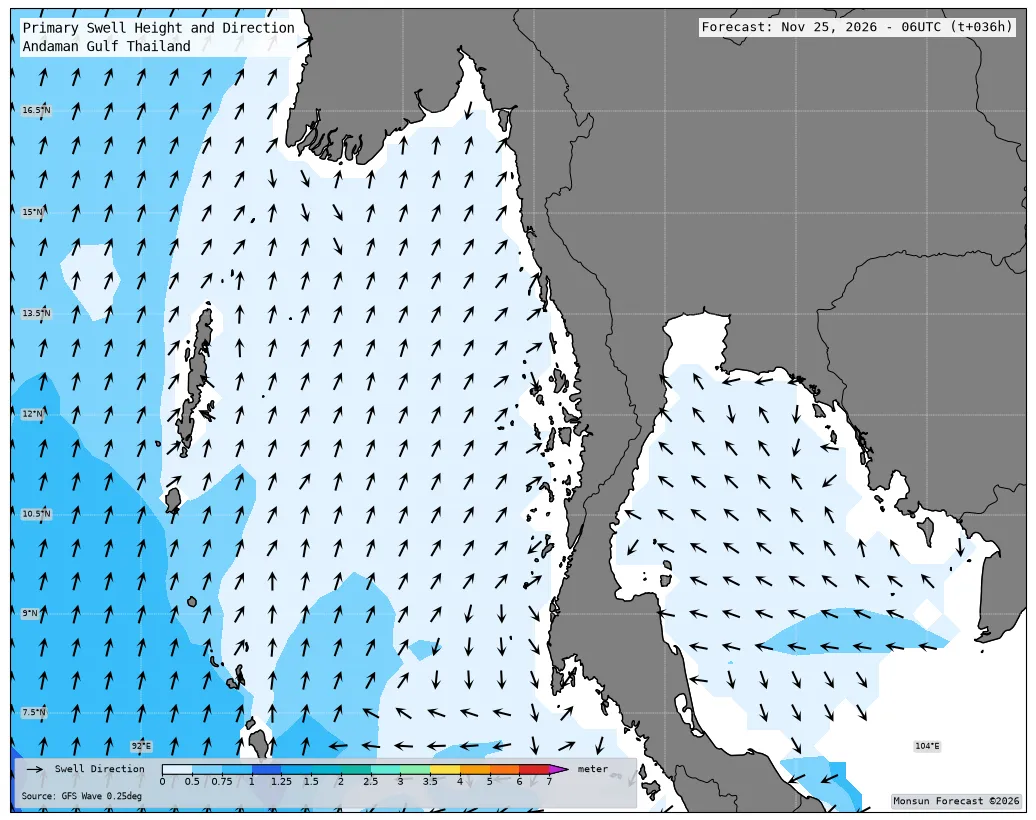 Primary Swell Height and Direction
Andaman Gulf Thailand
Forecast: Nov 25, 2026 - 06UTC (t+036h)
16.5°N
15°N
13.5°N
12°N
10.5°N
9°N
7.5°N
92°E
104°E
Swell Direction
0 0.5 0.75 1 1.25 1.5 2 2.5 3 4 5 6 7
meter
Source: GFS Wave 0.25deg
Monsun Forecast ©2026